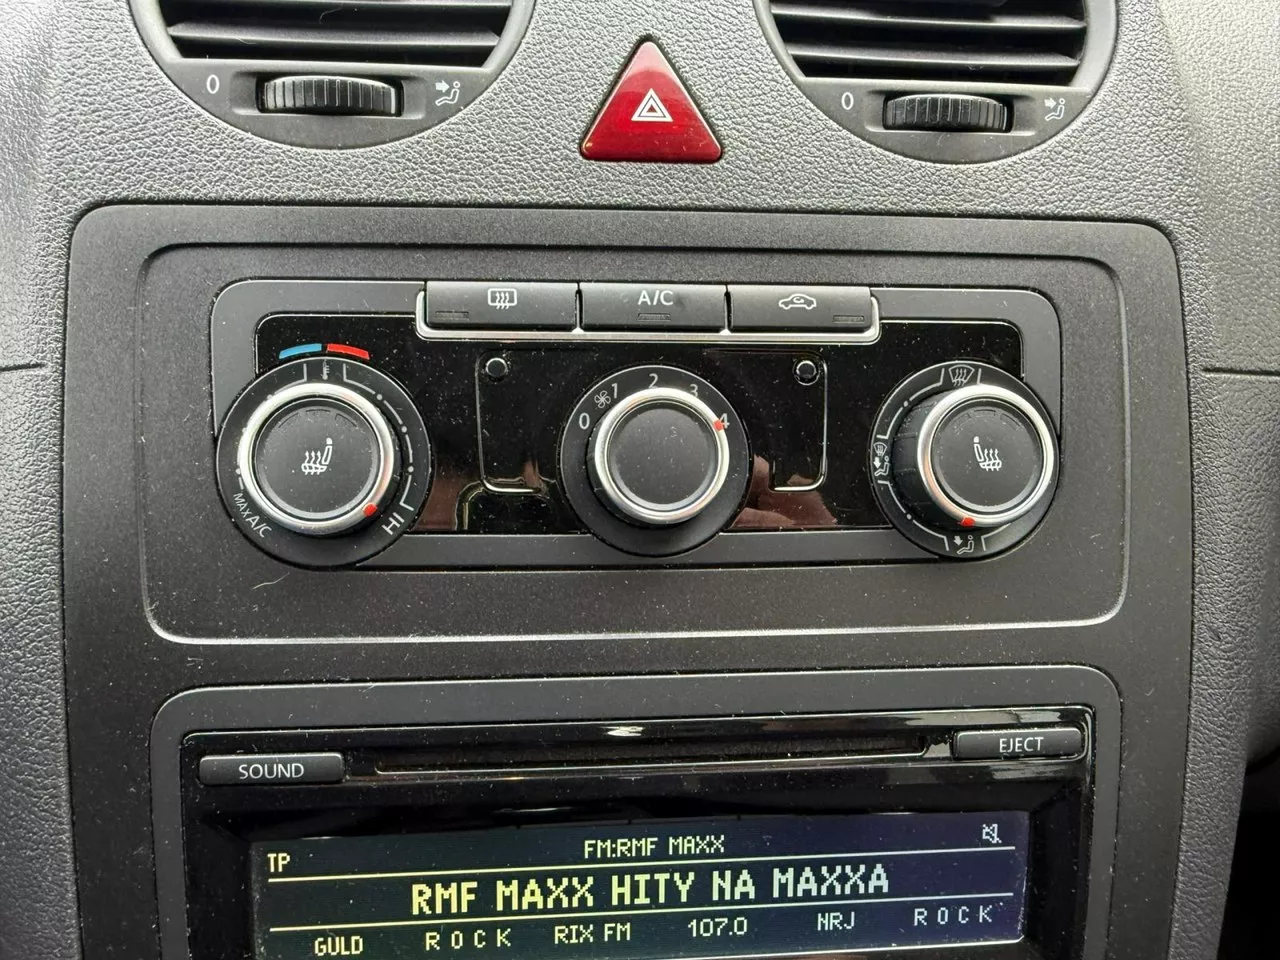 0
0
A/C
0 1 2 3 4
MAX A/C
HI
SOUND
EJECT
FM:RMF MAXX
TP
RMF MAXX HITY NA MAXXA
GULD ROCK RIX FM 107.0 NRJ ROCK